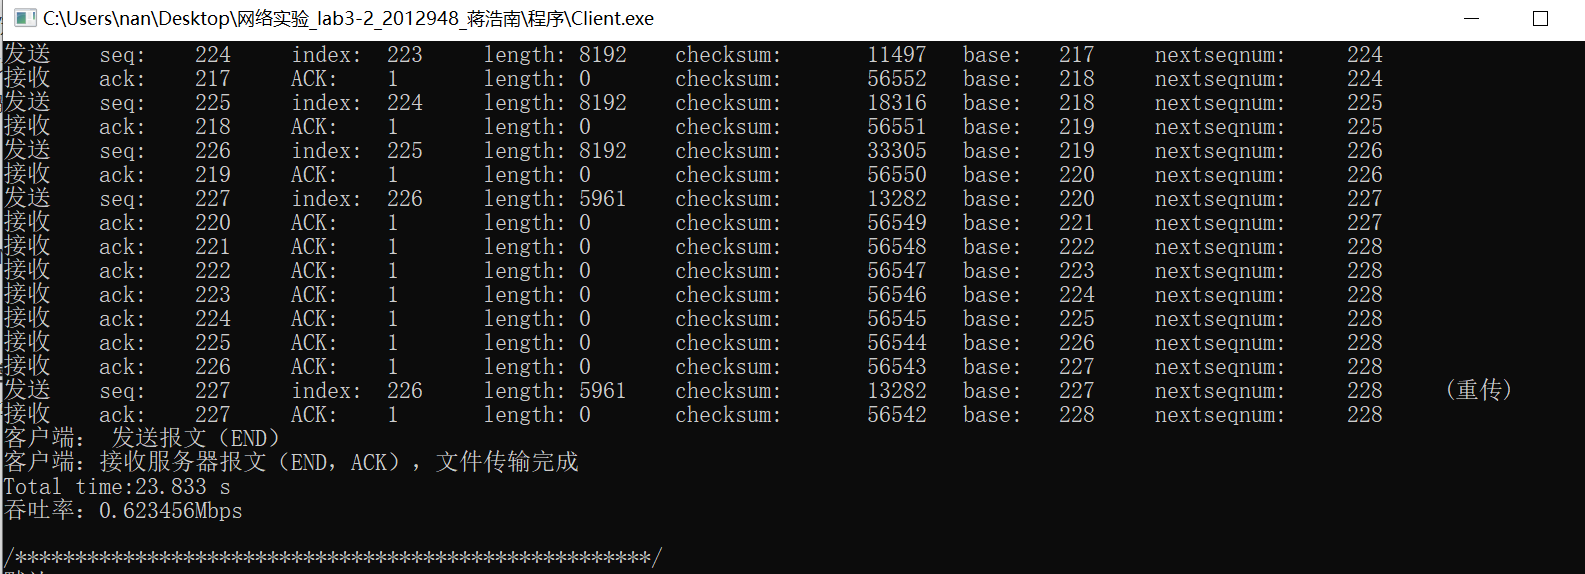 C:\Users\nan\Desktop\网络实验_lab3-2_2012948_蒋浩南\程序\Client.exe
发送 seq: 224 index: 223 length: 8192 checksum: 11497 base: 217 nextseqnum: 224
接收 ack: 217 ACK: 1 length: 0 checksum: 56552 base: 218 nextseqnum: 224
发送 seq: 225 index: 224 length: 8192 checksum: 18316 base: 218 nextseqnum: 225
接收 ack: 218 ACK: 1 length: 0 checksum: 56551 base: 219 nextseqnum: 225
发送 seq: 226 index: 225 length: 8192 checksum: 33305 base: 219 nextseqnum: 226
接收 ack: 219 ACK: 1 length: 0 checksum: 56550 base: 220 nextseqnum: 226
发送 seq: 227 index: 226 length: 5961 checksum: 13282 base: 220 nextseqnum: 227
接收 ack: 220 ACK: 1 length: 0 checksum: 56549 base: 221 nextseqnum: 227
接收 ack: 221 ACK: 1 length: 0 checksum: 56548 base: 222 nextseqnum: 228
接收 ack: 222 ACK: 1 length: 0 checksum: 56547 base: 223 nextseqnum: 228
接收 ack: 223 ACK: 1 length: 0 checksum: 56546 base: 224 nextseqnum: 228
接收 ack: 224 ACK: 1 length: 0 checksum: 56545 base: 225 nextseqnum: 228
接收 ack: 225 ACK: 1 length: 0 checksum: 56544 base: 226 nextseqnum: 228
接收 ack: 226 ACK: 1 length: 0 checksum: 56543 base: 227 nextseqnum: 228
发送 seq: 227 index: 226 length: 5961 checksum: 13282 base: 227 nextseqnum: 228 (重传)
接收 ack: 227 ACK: 1 length: 0 checksum: 56542 base: 228 nextseqnum: 228
客户端： 发送报文（END）
客户端：接收服务器报文（END，ACK），文件传输完成
Total time:23.833 s
吞吐率：0.623456Mbps
/*****************************************************/